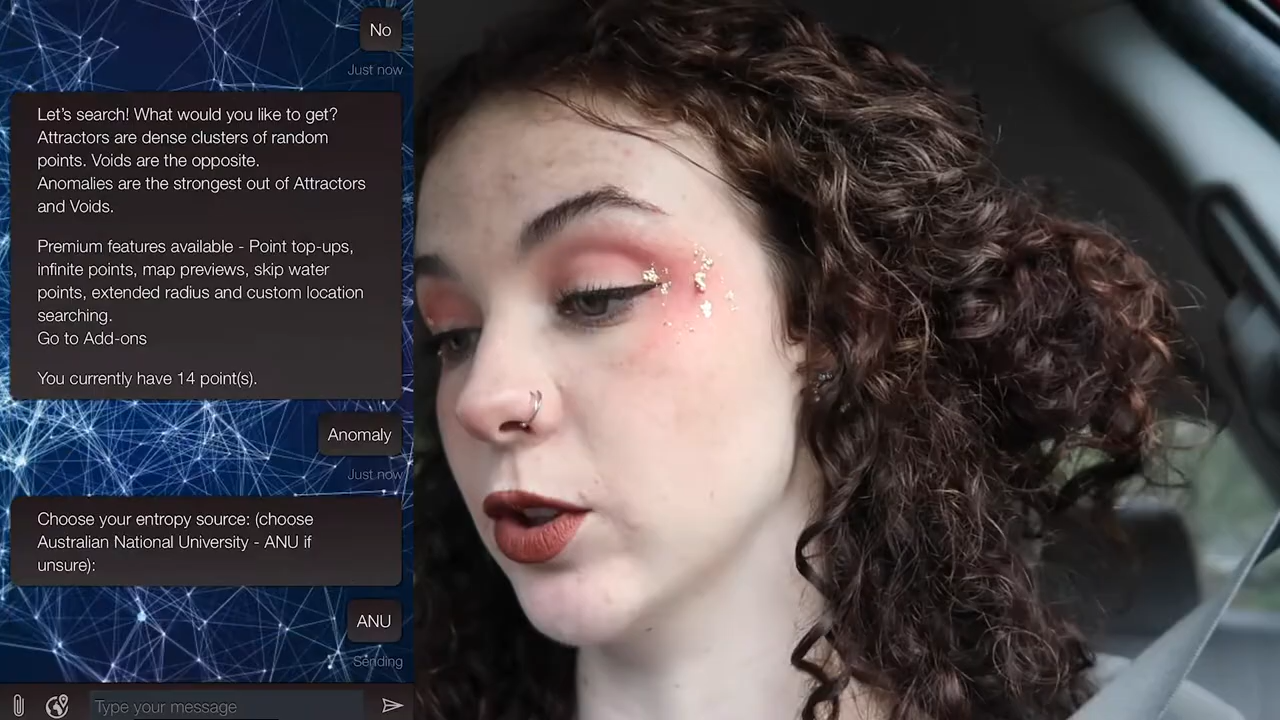 No
Just now
Let's search! What would you like to get?
Attractors are dense clusters of random
points. Voids are the opposite.
Anomalies are the strongest out of Attractors
and Voids.
Premium features available - Point top-ups,
infinite points, map previews, skip water
points, extended radius and custom location
searching.
Go to Add-ons
You currently have 14 point(s).
Anomaly
Just now
Choose your entropy source: (choose
Australian National University - ANU if
unsure):
ANU
Sending
Type your message